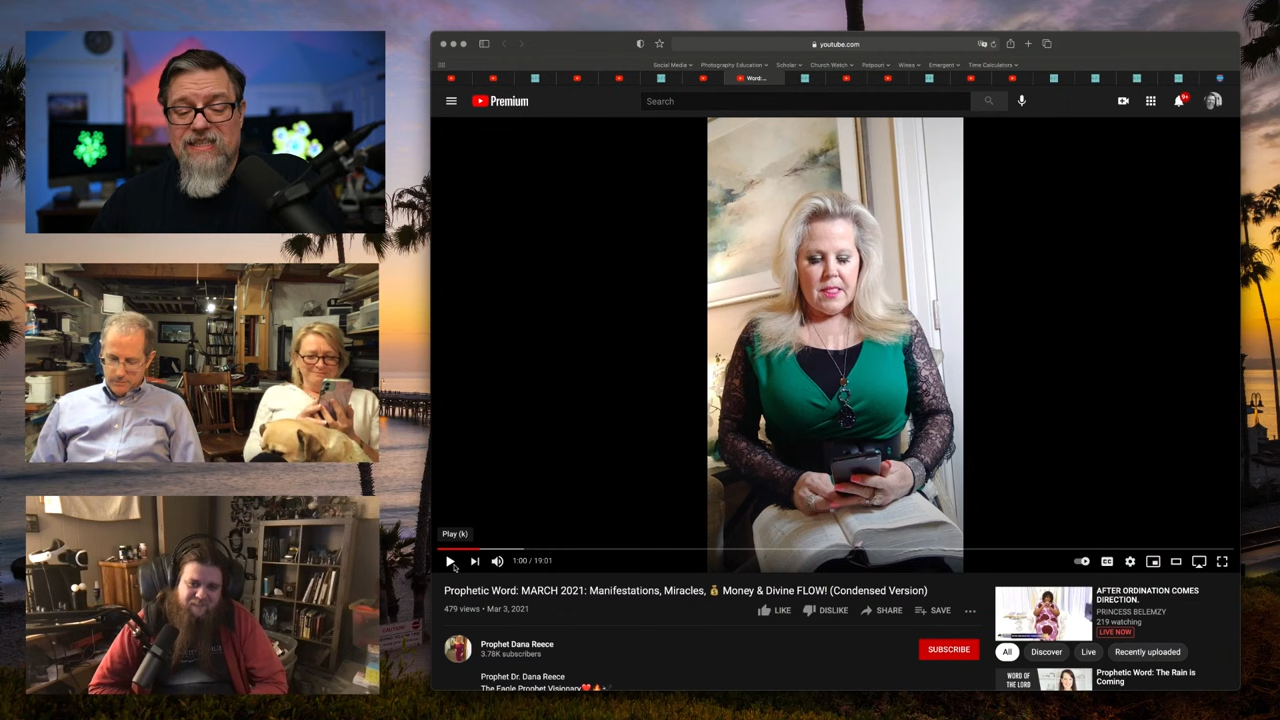 youtube.com
Social Media Photography Education Scholar Church Watch Patpouri Wines Emergent Time Calculators
Word:...
Premium
Search
9+
Play (k)
1:00 / 19:01
CC
Prophetic Word: MARCH 2021: Manifestations, Miracles, 💰 Money & Divine FLOW! (Condensed Version)
479 views • Mar 3, 2021
LIKE DISLIKE SHARE SAVE
Prophet Dana Reece
3.78K subscribers
SUBSCRIBE
Prophet Dr. Dana Reece
The Eagle Prophet Visionary❤️🔥
AFTER ORDINATION COMES
DIRECTION.
PRINCESS BELEMZY
219 watching
LIVE NOW
All Discover Live Recently uploaded
WORD OF
THE LORD
Prophetic Word: The Rain is
Coming